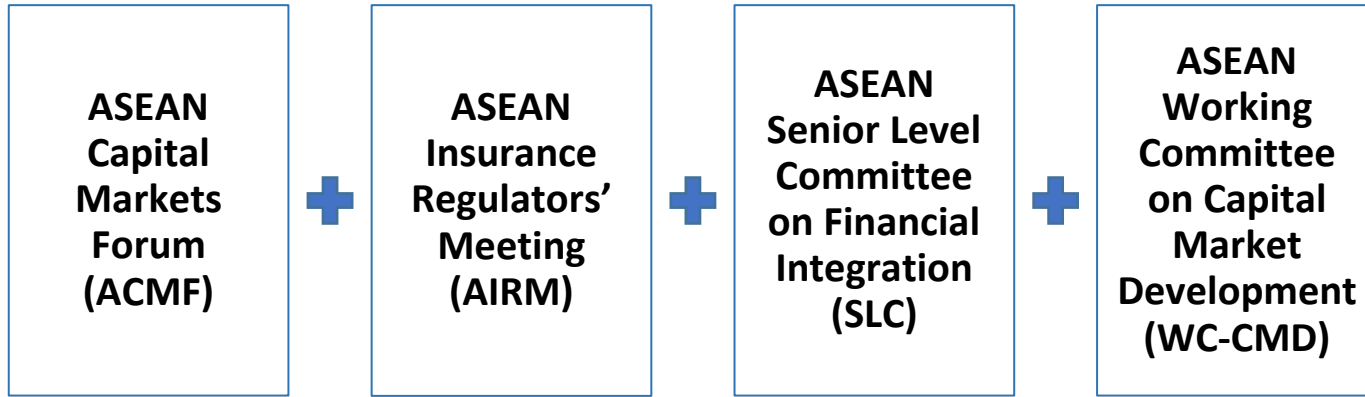 ASEAN
Capital
Markets
Forum
(ACMF)
ASEAN
Insurance
Regulators’
Meeting
(AIRM)
ASEAN
Senior Level
Committee
on Financial
Integration
(SLC)
ASEAN
Working
Committee
on Capital
Market
Development
(WC-CMD)